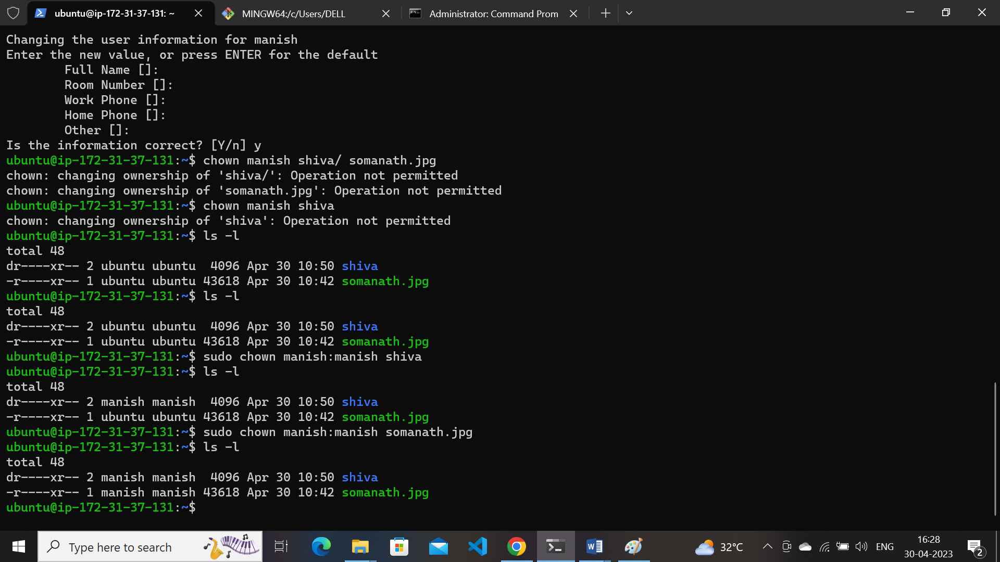 ubuntu@ip-172-31-37-131: ~
MINGW64:/c/Users/DELL
Administrator: Command Prom
Changing the user information for manish
Enter the new value, or press ENTER for the default
        Full Name []:
        Room Number []:
        Work Phone []:
        Home Phone []:
        Other []:
Is the information correct? [Y/n] y
ubuntu@ip-172-31-37-131:~$ chown manish shiva/ somanath.jpg
chown: changing ownership of 'shiva/': Operation not permitted
chown: changing ownership of 'somanath.jpg': Operation not permitted
ubuntu@ip-172-31-37-131:~$ chown manish shiva
chown: changing ownership of 'shiva': Operation not permitted
ubuntu@ip-172-31-37-131:~$ ls -l
total 48
dr----xr-- 2 ubuntu ubuntu  4096 Apr 30 10:50 shiva
-r----xr-- 1 ubuntu ubuntu 43618 Apr 30 10:42 somanath.jpg
ubuntu@ip-172-31-37-131:~$ ls -l
total 48
dr----xr-- 2 ubuntu ubuntu  4096 Apr 30 10:50 shiva
-r----xr-- 1 ubuntu ubuntu 43618 Apr 30 10:42 somanath.jpg
ubuntu@ip-172-31-37-131:~$ sudo chown manish:manish shiva
ubuntu@ip-172-31-37-131:~$ ls -l
total 48
dr----xr-- 2 manish manish  4096 Apr 30 10:50 shiva
-r----xr-- 1 ubuntu ubuntu 43618 Apr 30 10:42 somanath.jpg
ubuntu@ip-172-31-37-131:~$ sudo chown manish:manish somanath.jpg
ubuntu@ip-172-31-37-131:~$ ls -l
total 48
dr----xr-- 2 manish manish  4096 Apr 30 10:50 shiva
-r----xr-- 1 manish manish 43618 Apr 30 10:42 somanath.jpg
ubuntu@ip-172-31-37-131:~$
Type here to search
32°C
ENG
16:28
30-04-2023
2